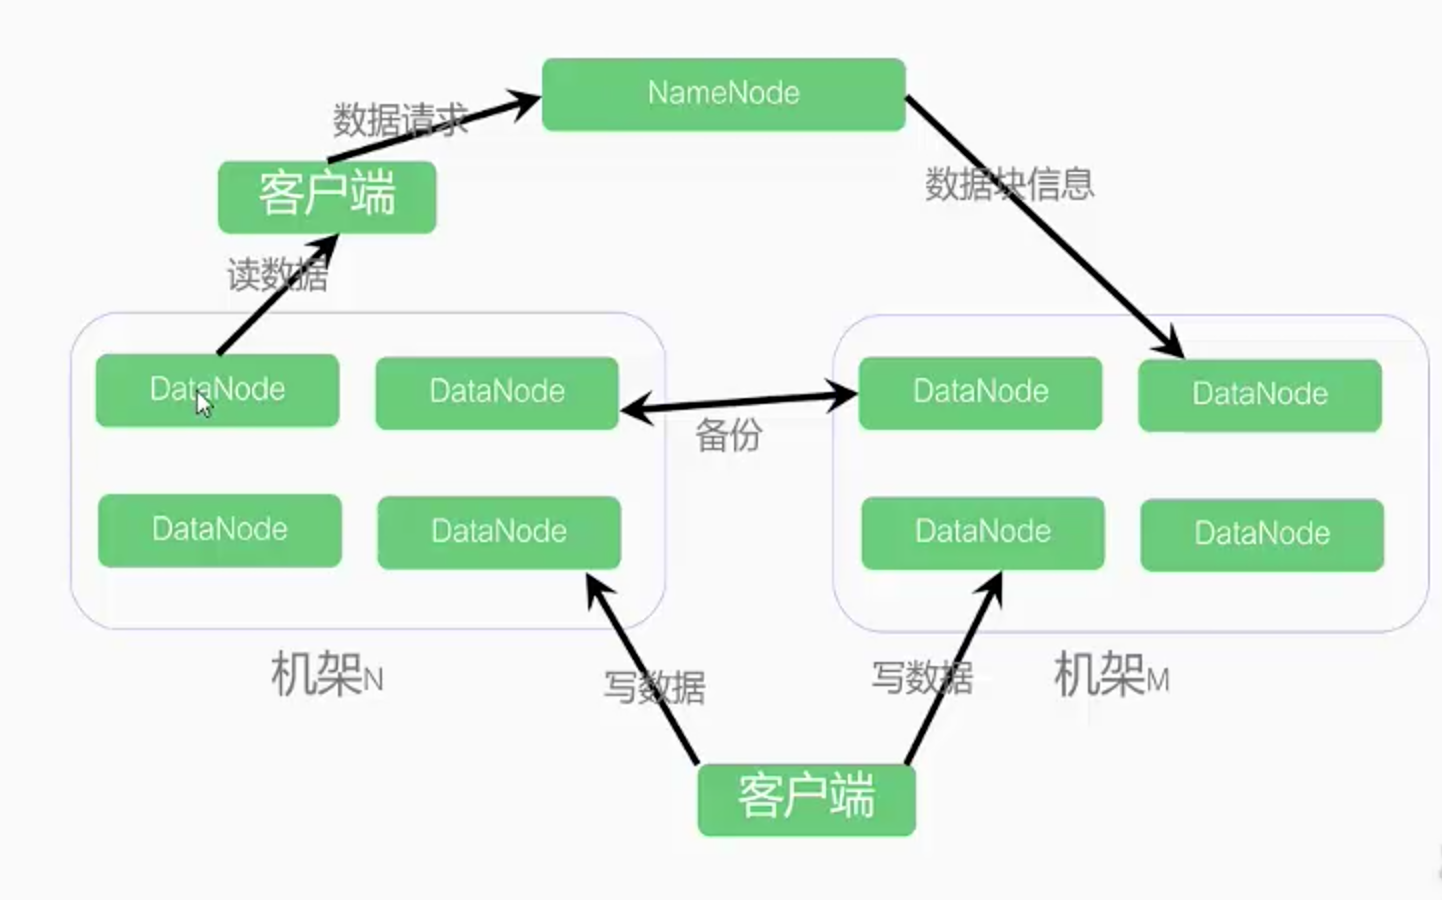 NameNode
数据请求
客户端
数据块信息
读数据
DataNode
DataNode
DataNode
DataNode
备份
DataNode
DataNode
DataNode
DataNode
机架N
写数据
写数据
机架M
客户端